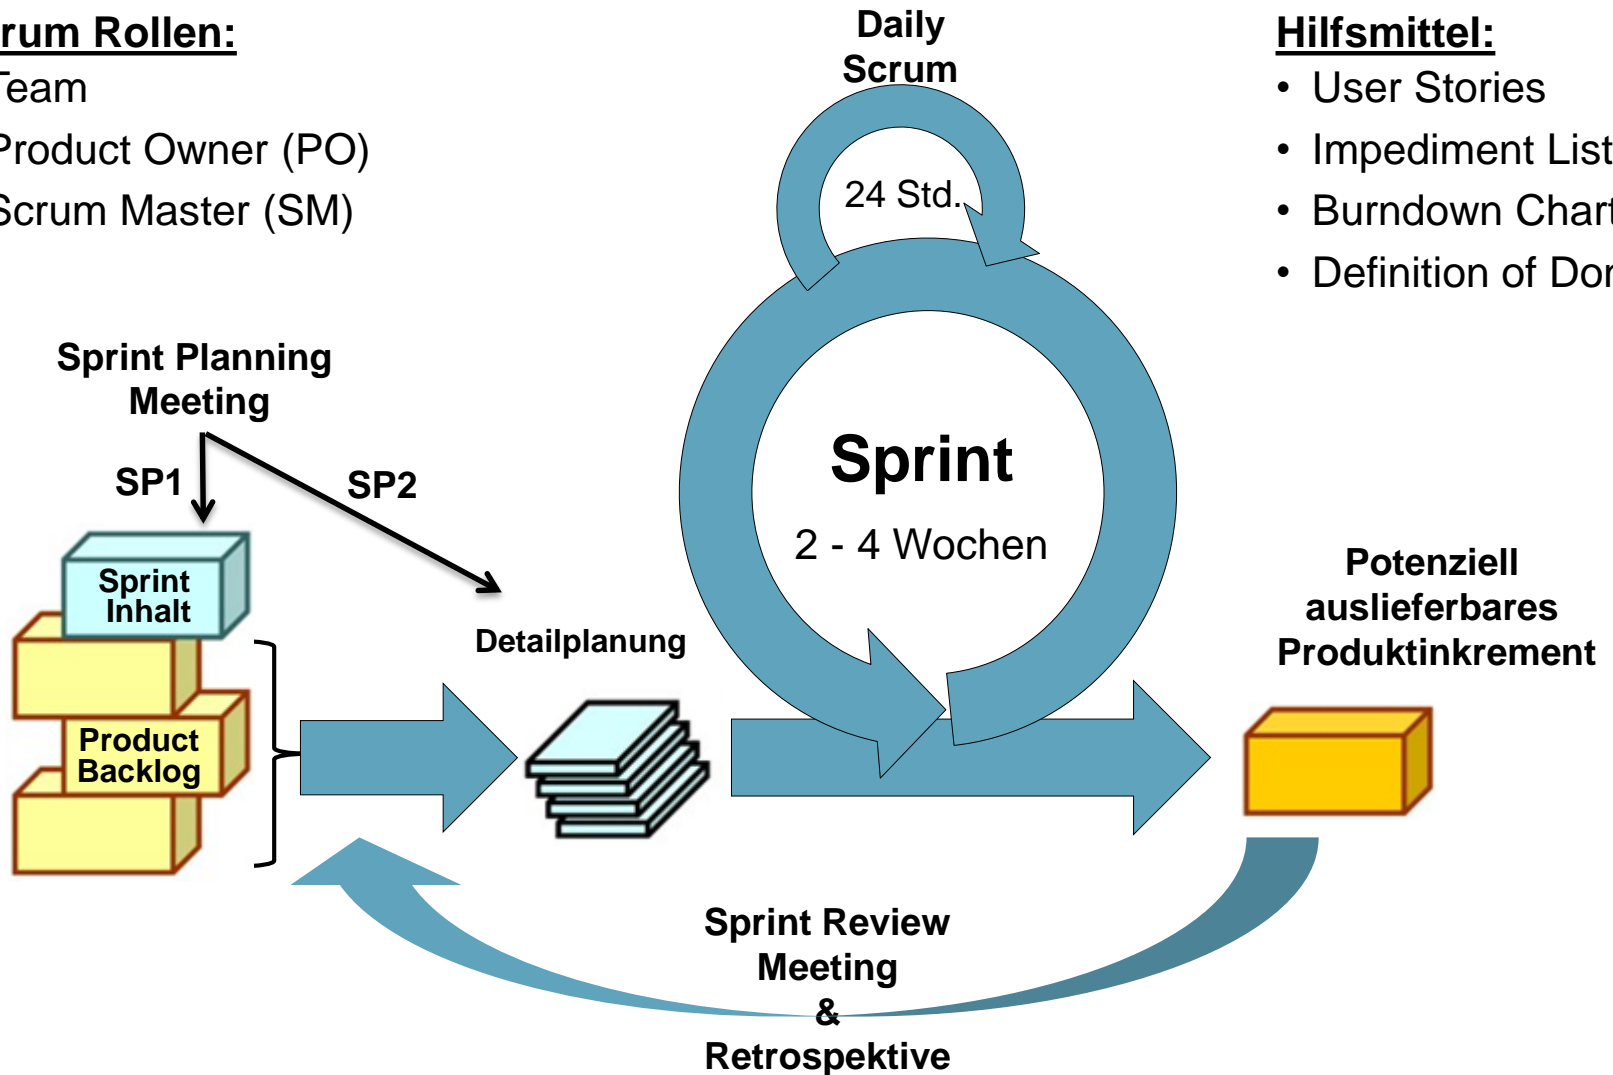 rum Rollen:
Team
Product Owner (PO)
Scrum Master (SM)
Daily
Scrum
24 Std.
Hilfsmittel:
• User Stories
• Impediment List
• Burndown Chart
• Definition of Don
Sprint Planning
Meeting
SP1
SP2
Sprint
Inhalt
Product
Backlog
Detailplanung
Sprint
2 - 4 Wochen
Potenziell
auslieferbares
Produktinkrement
Sprint Review
Meeting
&
Retrospektive